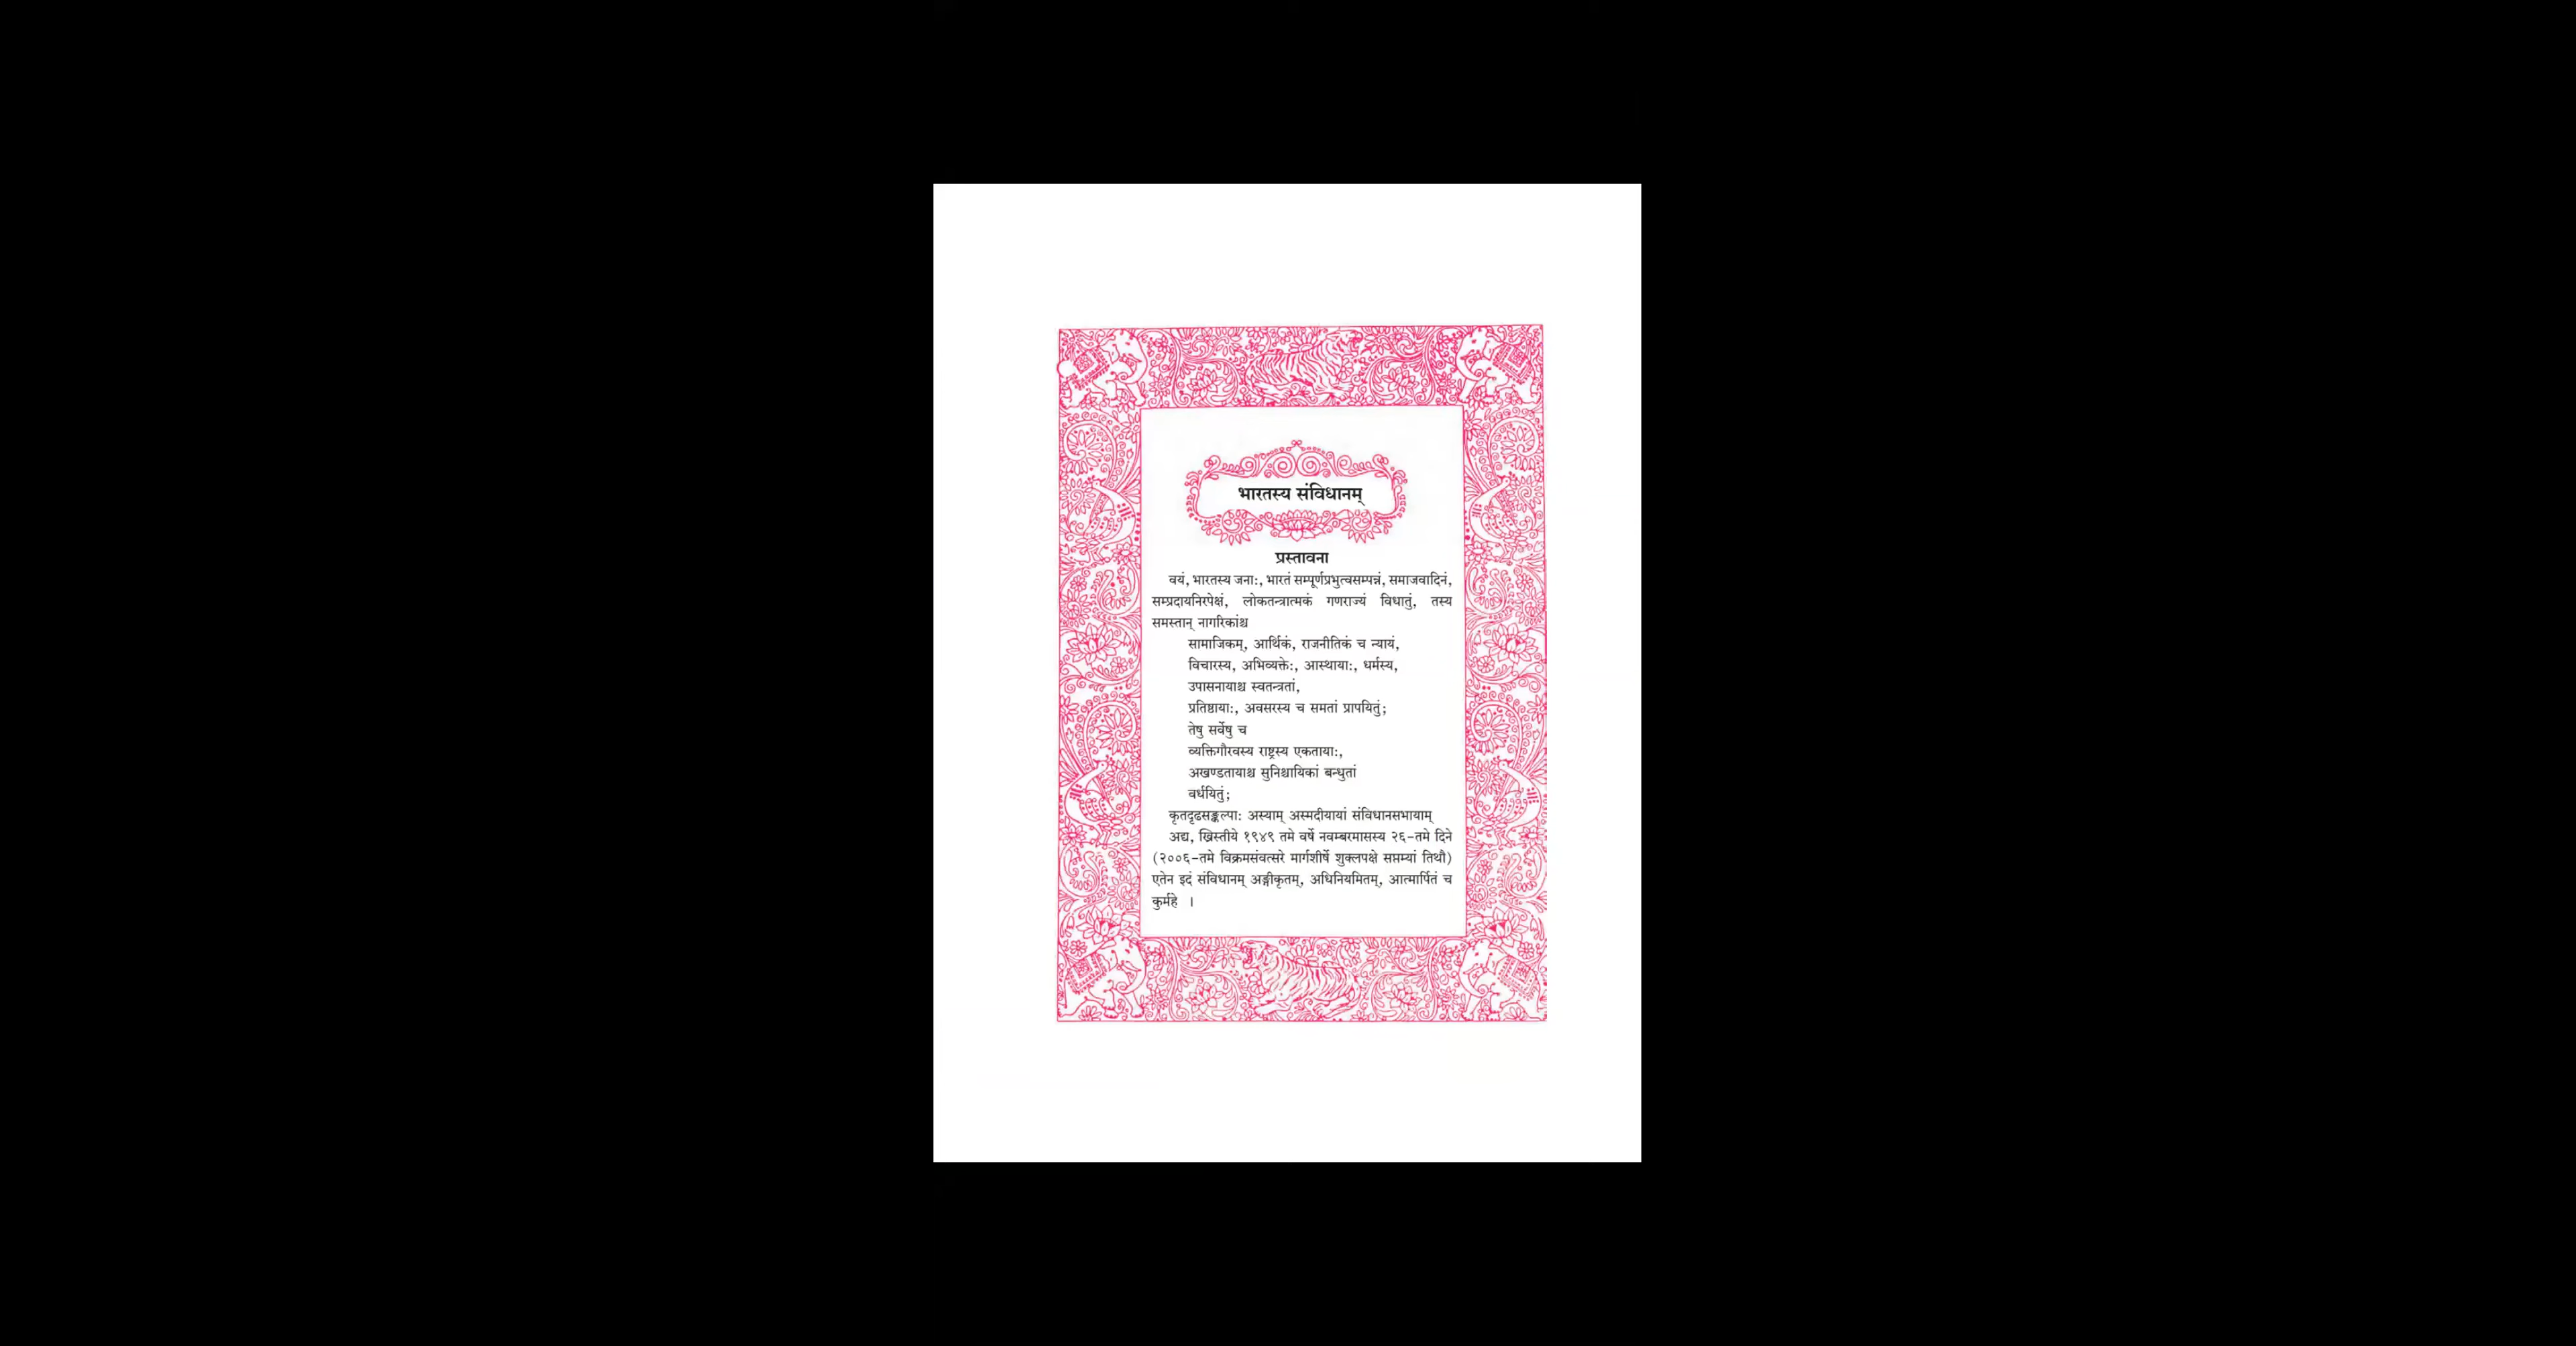 भारतस्य संविधानम्
प्रस्तावना
वयं, भारतस्य जनाः, भारतं सम्पूर्णप्रभुत्वसम्पन्नं, समाजवादिनं,
सम्प्रदायनिरपेक्षं, लोकतन्त्रात्मकं गणराज्यं विधातुं, तस्य
समस्तान् नागरिकांश्च
सामाजिकम्, आर्थिकं, राजनीतिकं च न्यायं,
विचारस्य, अभिव्यक्तेः, आस्थायाः, धर्मस्य,
उपासनायाश्च स्वतन्त्रतां,
प्रतिष्ठायाः, अवसरस्य च समतां प्रापयितुं;
तेषु सर्वेषु च
व्यक्तिगौरवस्य राष्ट्रस्य एकतायाः,
अखण्डतायाश्च सुनिश्चायिकां बन्धुतां
वर्धयितुं;
कृतदृढसङ्कल्पाः अस्याम् अस्मदीयायां संविधानसभायाम्
अद्य, ख्रिस्तीये १९४९ तमे वर्षे नवम्बरमासस्य २६-तमे दिने
(२००६-तमे विक्रमसंवत्सरे मार्गशीर्षे शुक्लपक्षे सप्तम्यां तिथौ)
एतेन इदं संविधानम् अङ्गीकृतम्, अधिनियमितम्, आत्मार्पितं च
कुर्महे ।